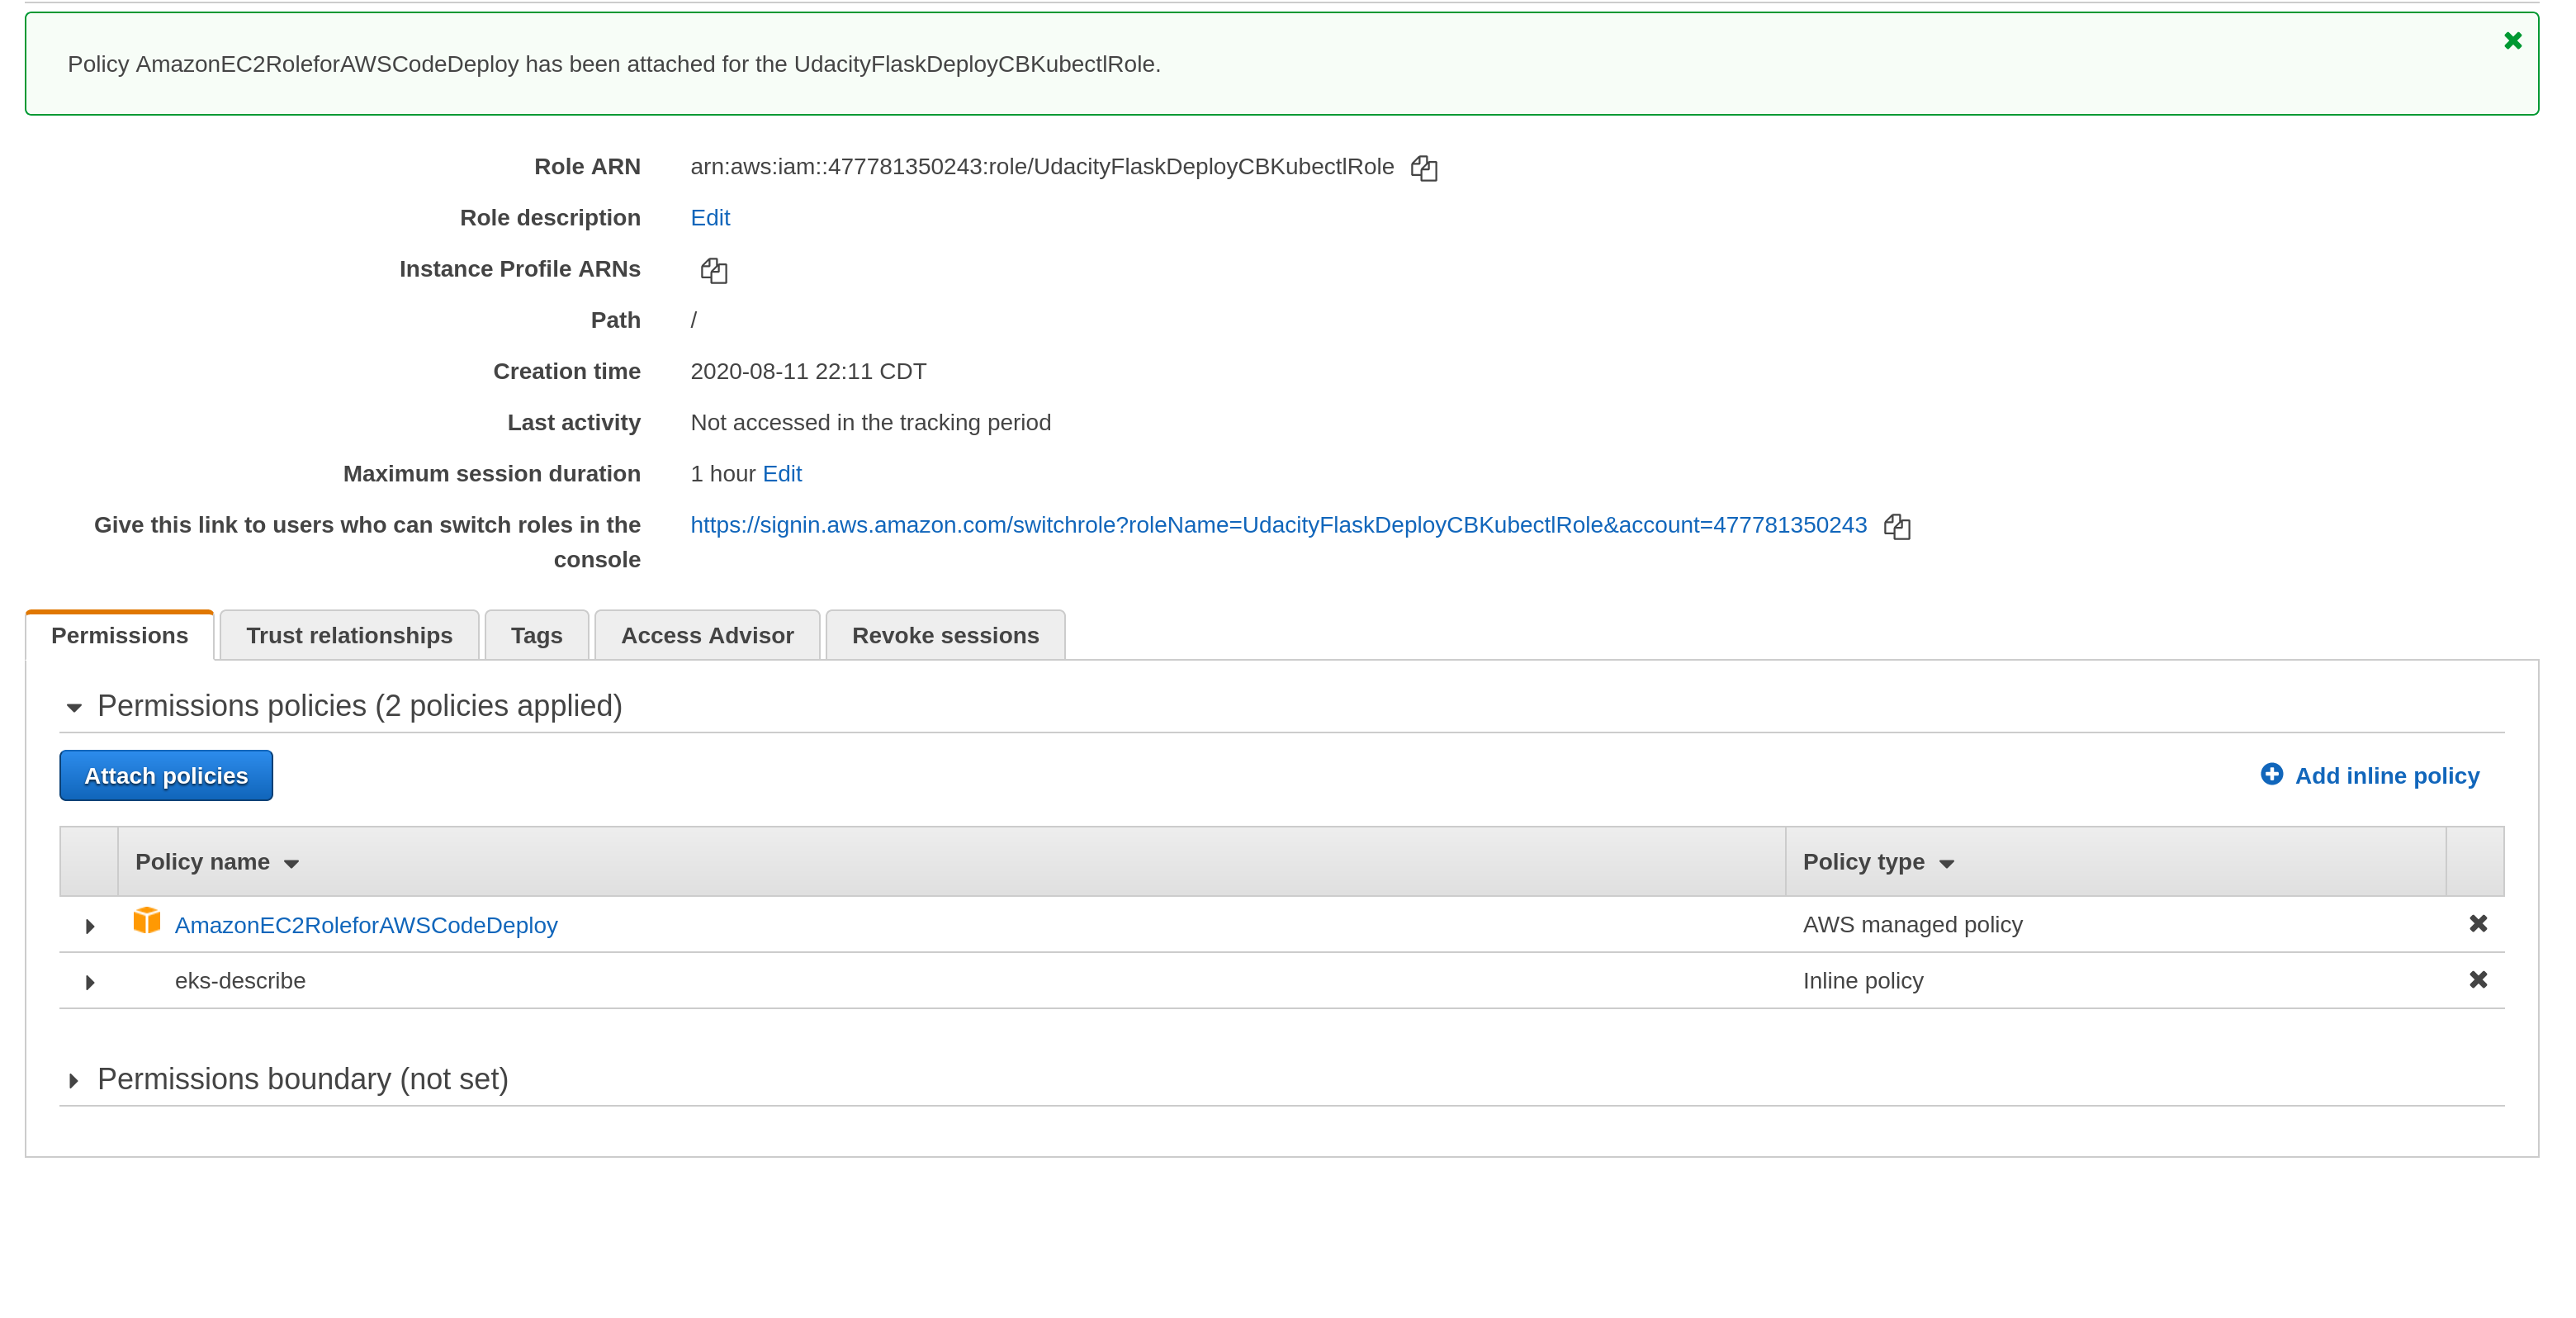 Policy AmazonEC2RoleforAWSCodeDeploy has been attached for the UdacityFlaskDeployCBKubectlRole.
Role ARN arn:aws:iam::477781350243:role/UdacityFlaskDeployCBKubectlRole
Role description Edit
Instance Profile ARNs
Path /
Creation time 2020-08-11 22:11 CDT
Last activity Not accessed in the tracking period
Maximum session duration 1 hour Edit
Give this link to users who can switch roles in the https://signin.aws.amazon.com/switchrole?roleName=UdacityFlaskDeployCBKubectlRole&account=477781350243
console
Permissions Trust relationships Tags Access Advisor Revoke sessions
Permissions policies (2 policies applied)
Attach policies Add inline policy
Policy name Policy type
AmazonEC2RoleforAWSCodeDeploy AWS managed policy
eks-describe Inline policy
Permissions boundary (not set)